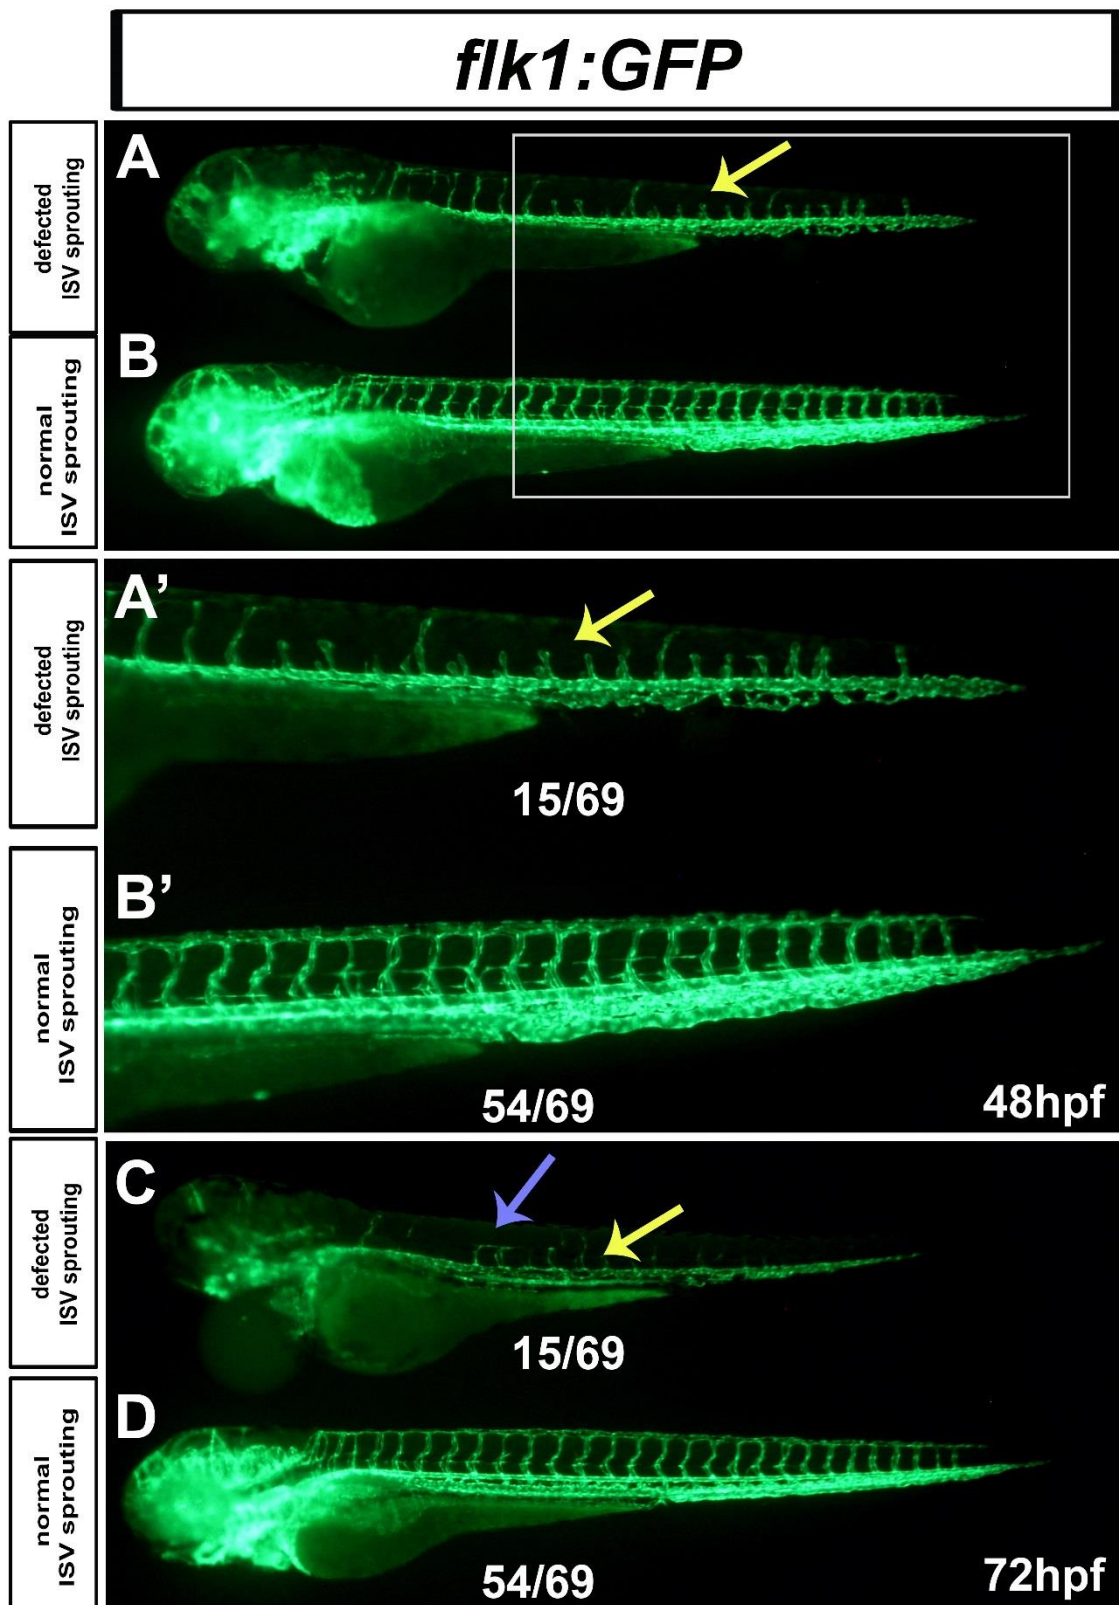 flk1:GFP
defected
ISV sprouting
A
normal
ISV sprouting
B
defected
ISV sprouting
A’
15/69
normal
ISV sprouting
B’
54/69
48hpf
defected
ISV sprouting
C
15/69
normal
ISV sprouting
D
54/69
72hpf